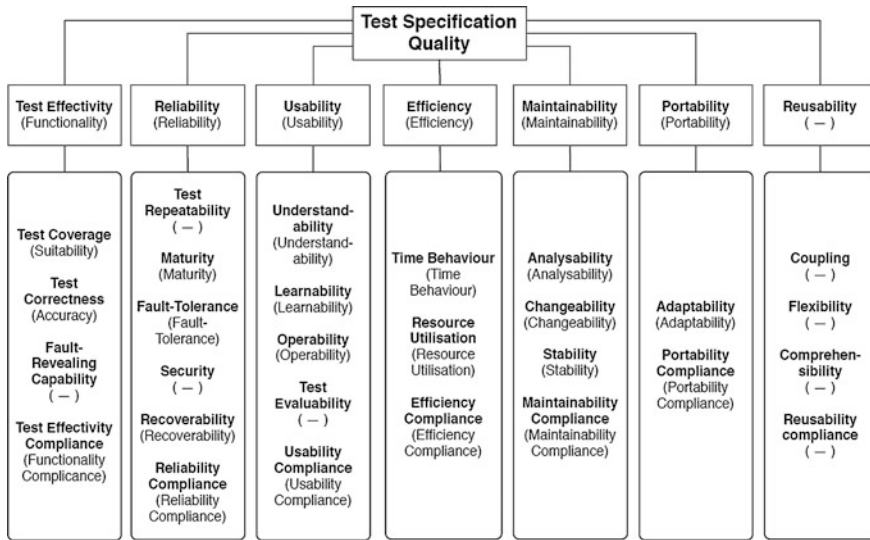 Test Specification
Quality
Test Effectivity
(Functionality)
Reliability
(Reliability)
Usability
(Usability)
Efficiency
(Efficiency)
Maintainability
(Maintainability)
Portability
(Portability)
Reusability
( — )
Test Coverage
(Suitability)
Test
Correctness
(Accuracy)
Fault-
Revealing
Capability
( — )
Test Effectivity
Compliance
(Functionality
Complicance)
Test
Repeatability
( — )
Maturity
(Maturity)
Fault-Tolerance
(Fault-
Tolerance)
Security
( — )
Recoverability
(Recoverability)
Reliability
Compliance
(Reliability
Compliance)
Understand-
ability
(Understand-
ability)
Learnability
(Learnability)
Operability
(Operability)
Test
Evaluability
( — )
Usability
Compliance
(Usability
Compliance)
Time Behaviour
(Time
Behaviour)
Resource
Utilisation
(Resource
Utilisation)
Efficiency
Compliance
(Efficiency
Compliance)
Analysability
(Analysability)
Changeability
(Changeability)
Stability
(Stability)
Maintainability
Compliance
(Maintainability
Compliance)
Adaptability
(Adaptability)
Portability
Compliance
(Portability
Compliance)
Coupling
( — )
Flexibility
( — )
Comprehen-
sibility
( — )
Reusability
compliance
( — )